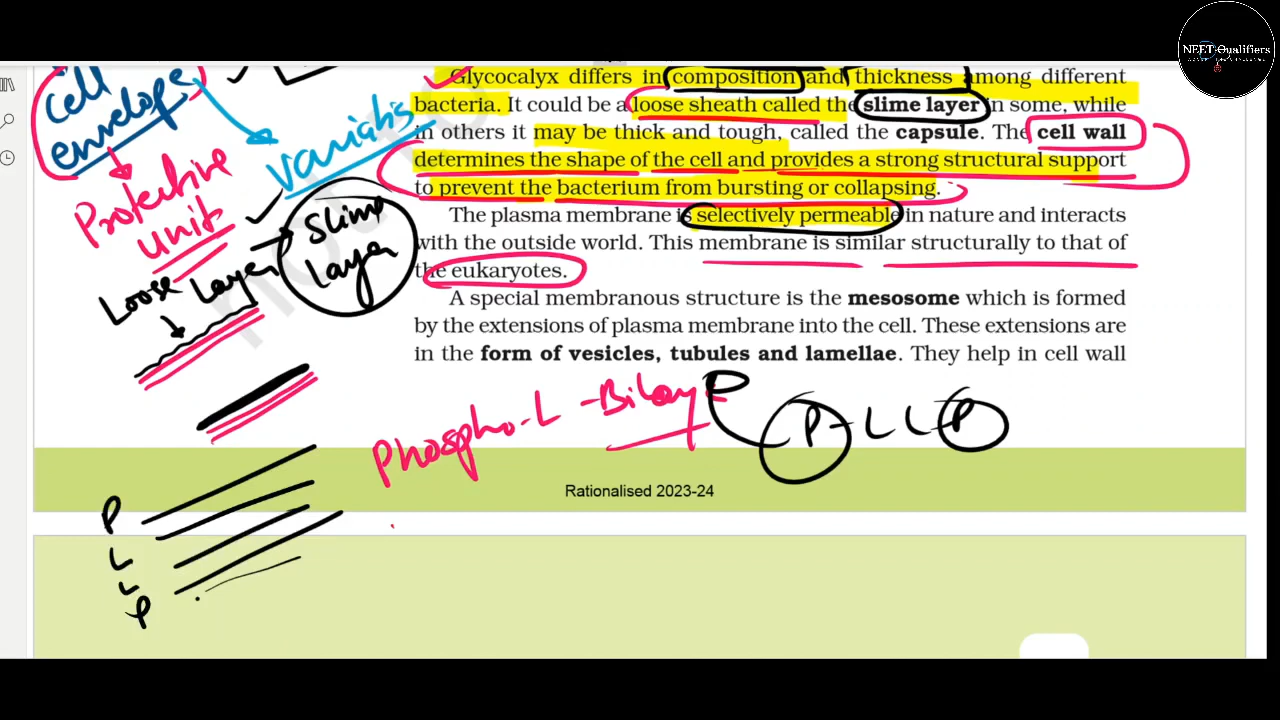 NEET-Qualifiers
Glycocalyx differs in composition and thickness among different
bacteria. It could be a loose sheath called the slime layer in some, while
in others it may be thick and tough, called the capsule. The cell wall
determines the shape of the cell and provides a strong structural support
to prevent the bacterium from bursting or collapsing.
The plasma membrane is selectively permeable in nature and interacts
with the outside world. This membrane is similar structurally to that of
the eukaryotes.
A special membranous structure is the mesosome which is formed
by the extensions of plasma membrane into the cell. These extensions are
in the form of vesicles, tubules and lamellae. They help in cell wall
Cell
envelope
Protective
unit
Loose Layer
Slime
layer
Phospho-L-Bilaye
P
P-LLP
P
L
L
P
Rationalised 2023-24